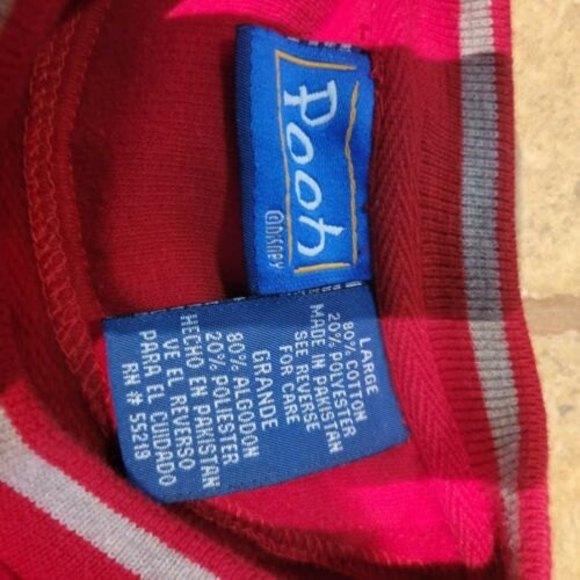 Pooh
©DISNEY
LARGE
80% COTTON
20% POLYESTER
MADE IN PAKISTAN
SEE REVERSE
FOR CARE
GRANDE
80% ALGODON
20% POLIESTER
HECHO EN PAKISTAN
VE EL REVERSO
PARA EL CUIDADO
RN # 55219